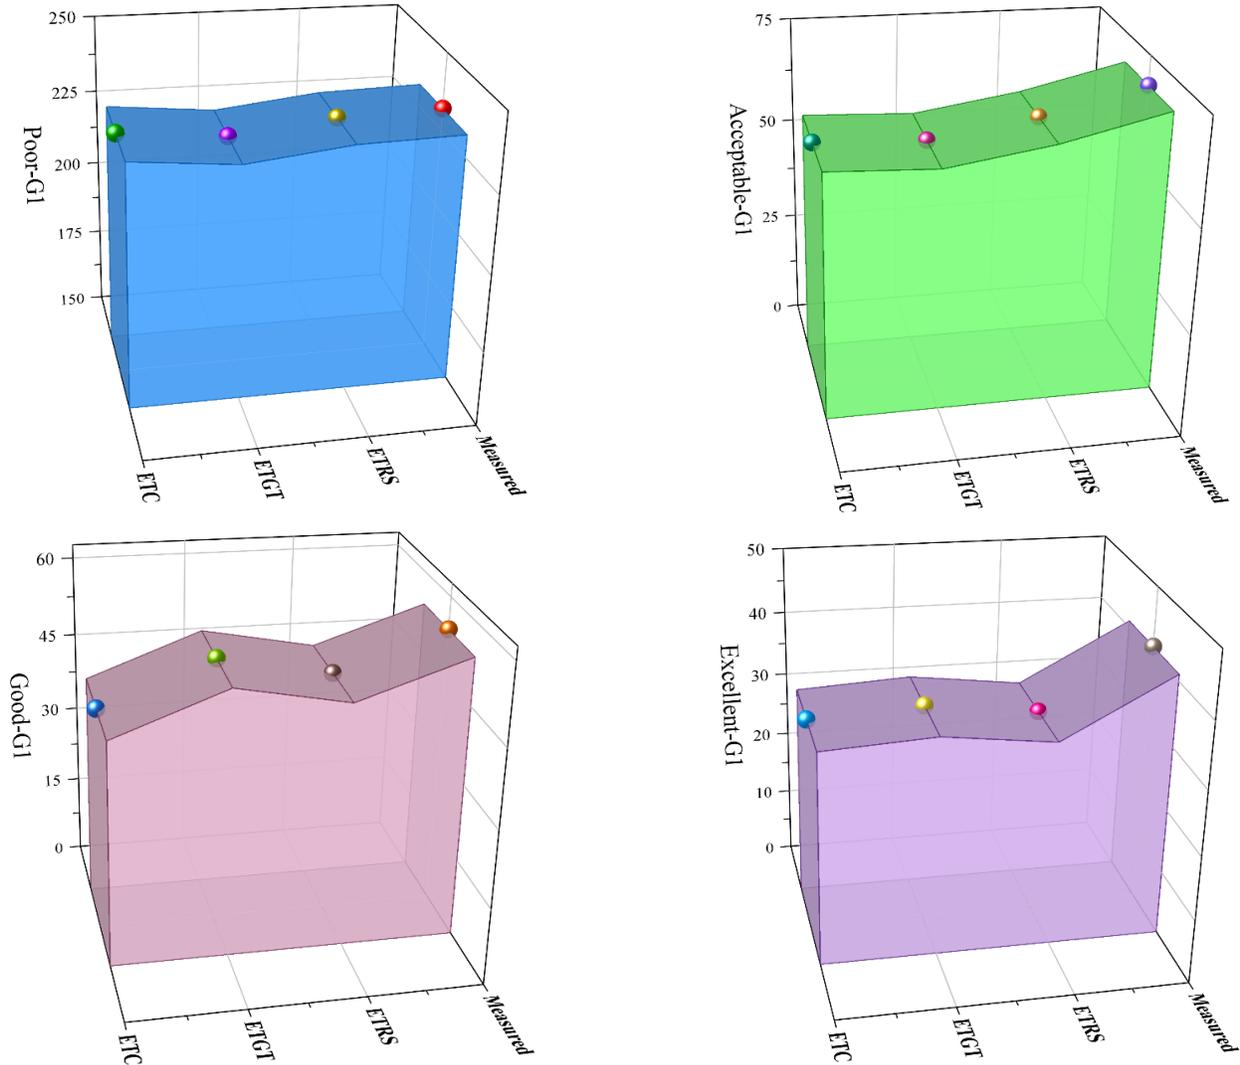 250
225
200
175
150
Poor-G1
ETC
ETGT
ETRS
Measured
75
50
25
0
Acceptable-G1
ETC
ETGT
ETRS
Measured
60
45
30
15
0
Good-G1
ETC
ETGT
ETRS
Measured
50
40
30
20
10
0
Excellent-G1
ETC
ETGT
ETRS
Measured